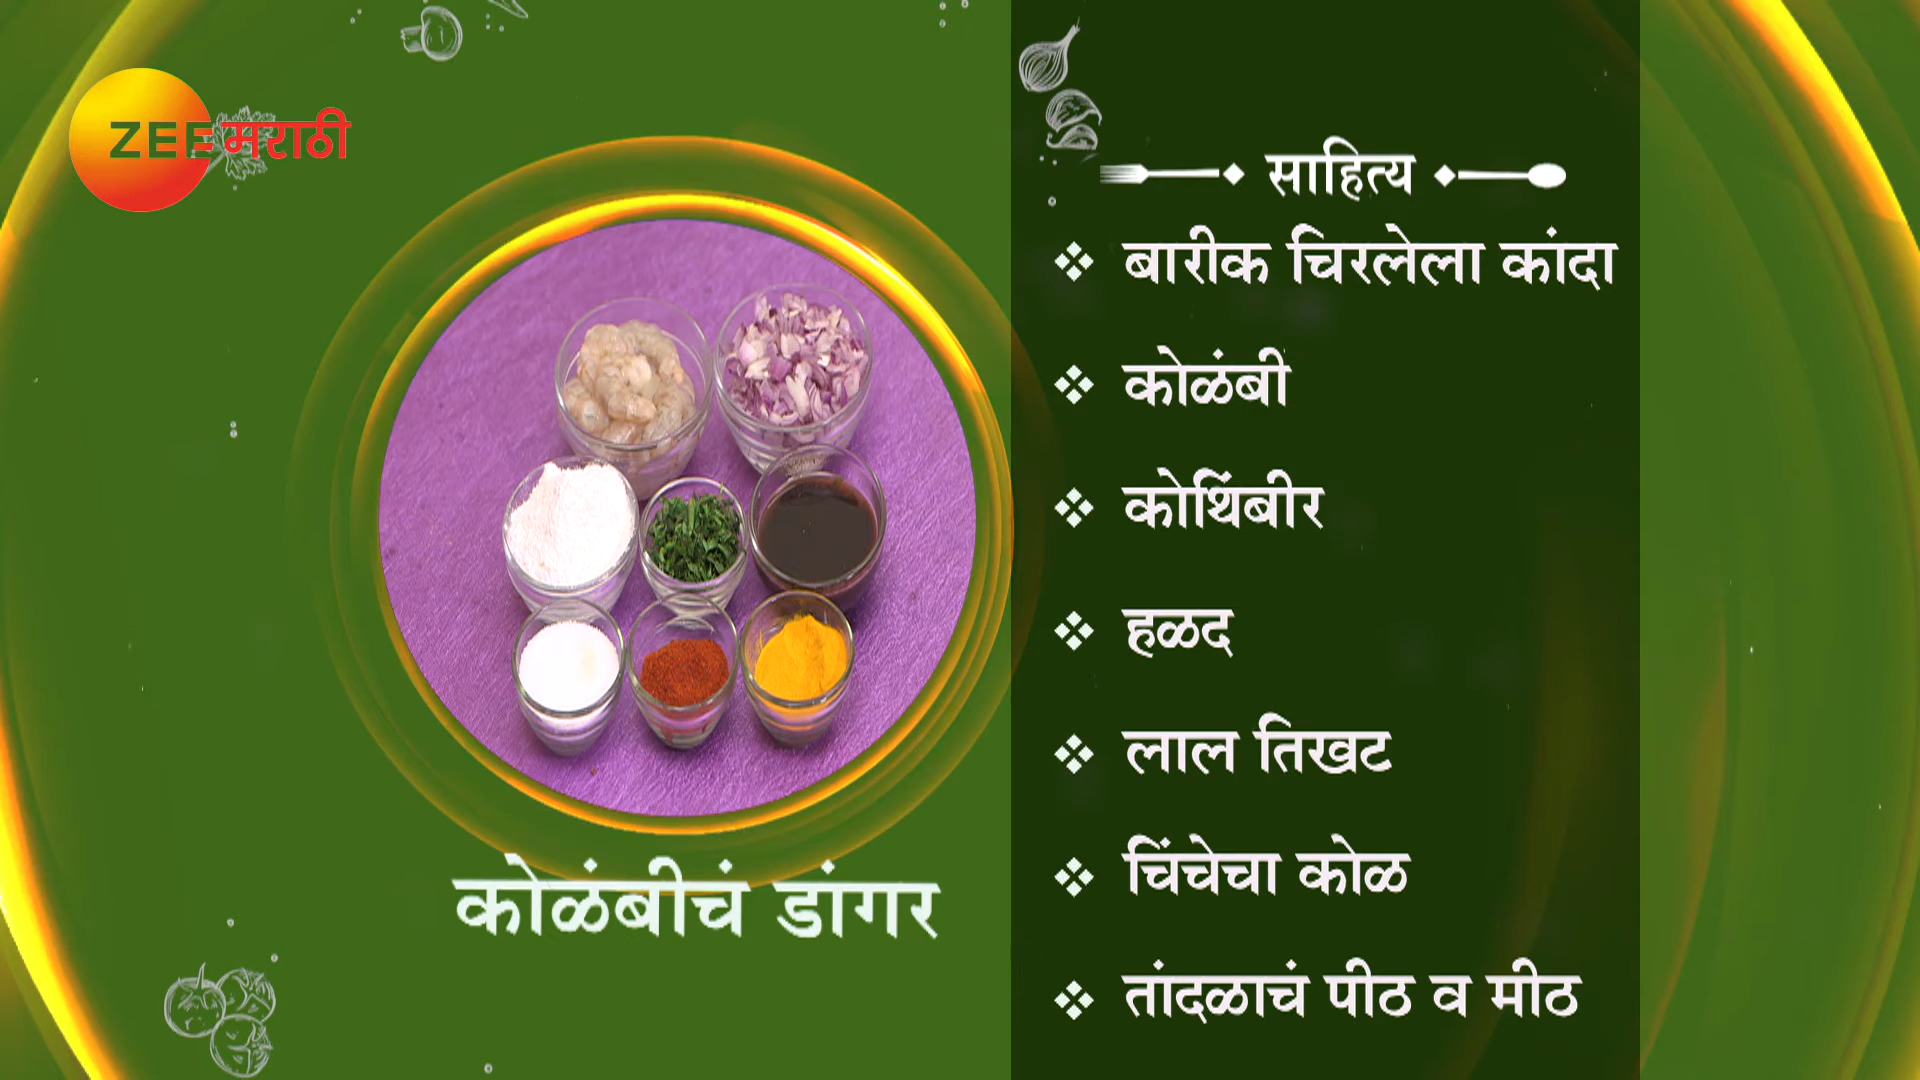 ZEE मराठी
कोळंबीचं डांगर
साहित्य
बारीक चिरलेला कांदा
कोळंबी
कोथिंबीर
हळद
लाल तिखट
चिंचेचा कोळ
तांदळाचं पीठ व मीठ